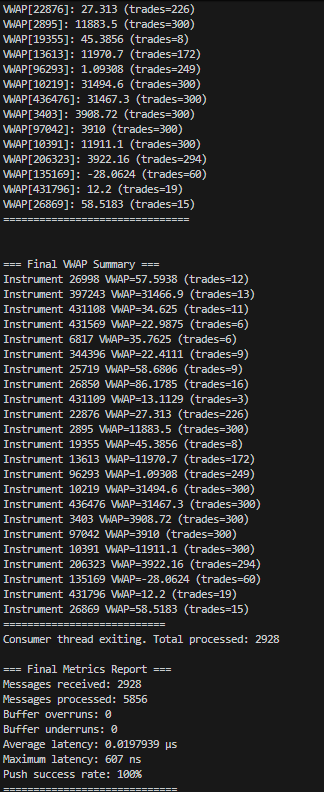 VWAP[22876]: 27.313 (trades=226)
VWAP[2895]: 11883.5 (trades=300)
VWAP[19355]: 45.3856 (trades=8)
VWAP[13613]: 11970.7 (trades=172)
VWAP[96293]: 1.09308 (trades=249)
VWAP[10219]: 31494.6 (trades=300)
VWAP[436476]: 31467.3 (trades=300)
VWAP[3403]: 3908.72 (trades=300)
VWAP[97042]: 3910 (trades=300)
VWAP[10391]: 11911.1 (trades=300)
VWAP[206323]: 3922.16 (trades=294)
VWAP[135169]: -28.0624 (trades=60)
VWAP[431796]: 12.2 (trades=19)
VWAP[26869]: 58.5183 (trades=15)
===============================
=== Final VWAP Summary ===
Instrument 26998 VWAP=57.5938 (trades=12)
Instrument 397243 VWAP=31466.9 (trades=13)
Instrument 431108 VWAP=34.625 (trades=11)
Instrument 431569 VWAP=22.9875 (trades=6)
Instrument 6817 VWAP=35.7625 (trades=6)
Instrument 344396 VWAP=22.4111 (trades=9)
Instrument 25719 VWAP=58.6806 (trades=9)
Instrument 26850 VWAP=86.1785 (trades=16)
Instrument 431109 VWAP=13.1129 (trades=3)
Instrument 22876 VWAP=27.313 (trades=226)
Instrument 2895 VWAP=11883.5 (trades=300)
Instrument 19355 VWAP=45.3856 (trades=8)
Instrument 13613 VWAP=11970.7 (trades=172)
Instrument 96293 VWAP=1.09308 (trades=249)
Instrument 10219 VWAP=31494.6 (trades=300)
Instrument 436476 VWAP=31467.3 (trades=300)
Instrument 3403 VWAP=3908.72 (trades=300)
Instrument 97042 VWAP=3910 (trades=300)
Instrument 10391 VWAP=11911.1 (trades=300)
Instrument 206323 VWAP=3922.16 (trades=294)
Instrument 135169 VWAP=-28.0624 (trades=60)
Instrument 431796 VWAP=12.2 (trades=19)
Instrument 26869 VWAP=58.5183 (trades=15)
===========================
Consumer thread exiting. Total processed: 2928
=== Final Metrics Report ===
Messages received: 2928
Messages processed: 5856
Buffer overruns: 0
Buffer underruns: 0
Average latency: 0.0197939 µs
Maximum latency: 607 ns
Push success rate: 100%
=============================